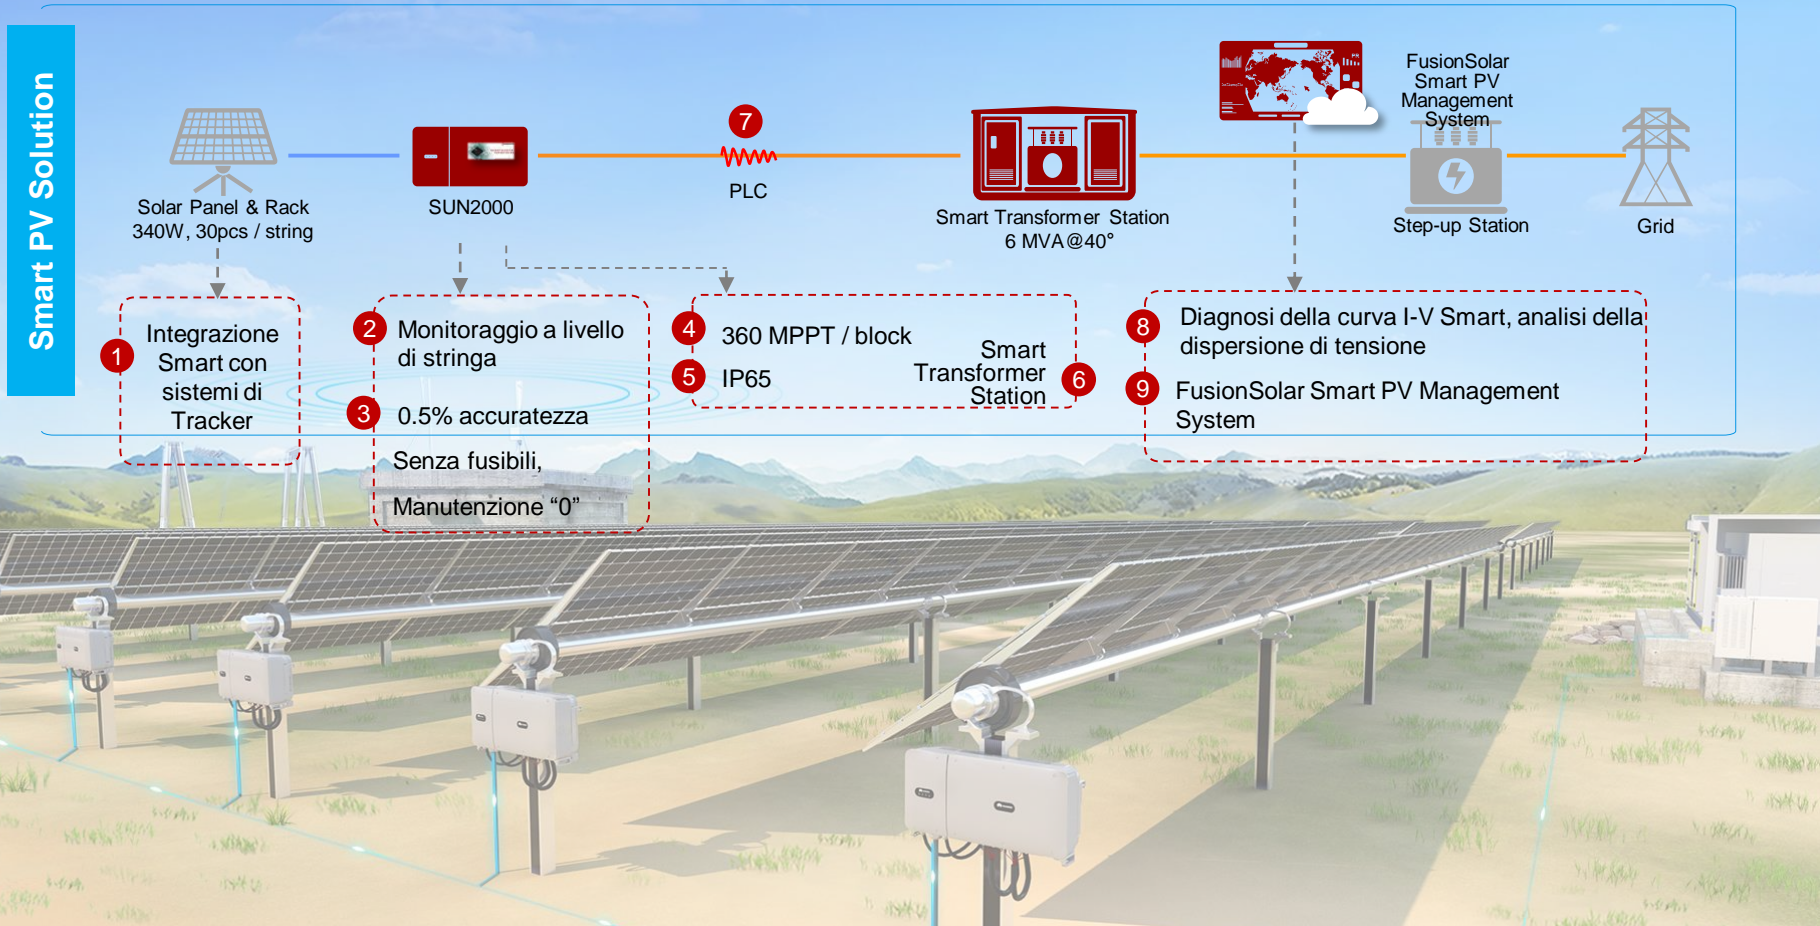 Smart PV Solution
Solar Panel & Rack
340W, 30pcs / string
SUN2000
7
PLC
Smart Transformer Station
6 MVA@40°
FusionSolar
Smart PV
Management
System
Step-up Station
Grid
1
Integrazione
Smart con
sistemi di
Tracker
2
Monitoraggio a livello
di stringa
3
0.5% accuratezza
Senza fusibili,
Manutenzione “0”
4
360 MPPT / block
5
IP65
Smart
Transformer
Station
6
8
Diagnosi della curva I-V Smart, analisi della
dispersione di tensione
9
FusionSolar Smart PV Management
System